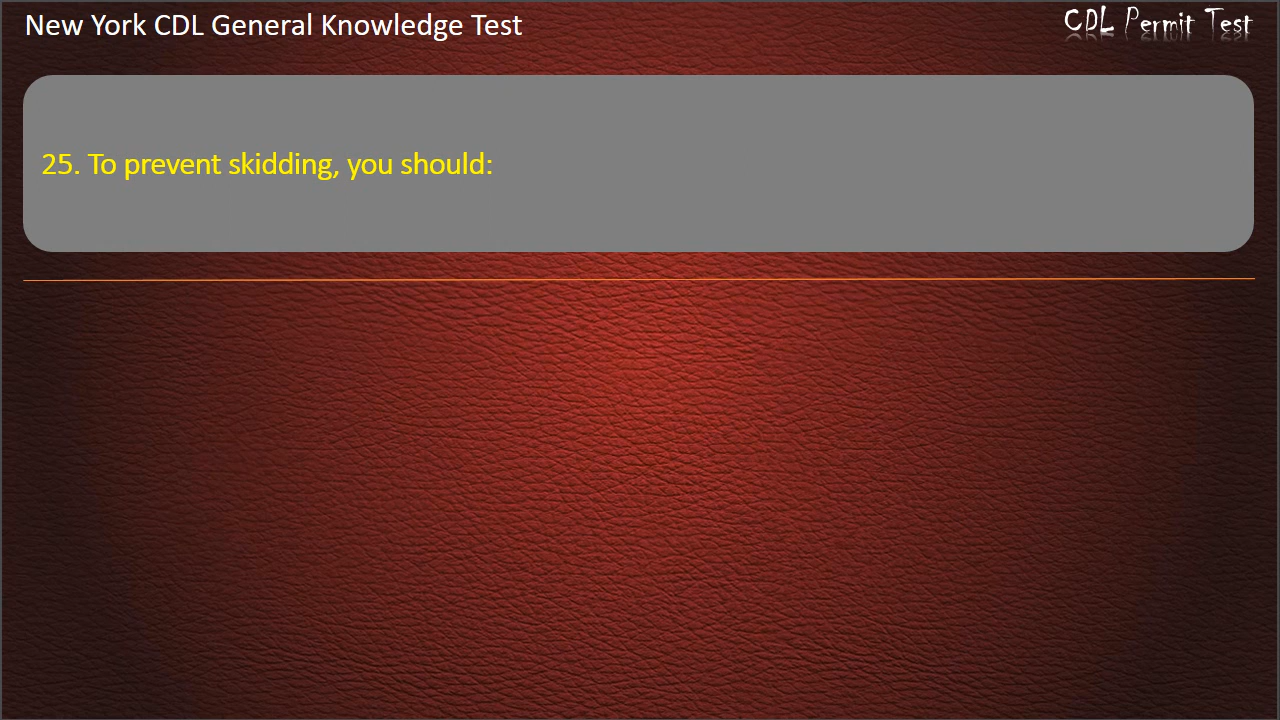 New York CDL General Knowledge Test
CDL Permit Test
25. To prevent skidding, you should: